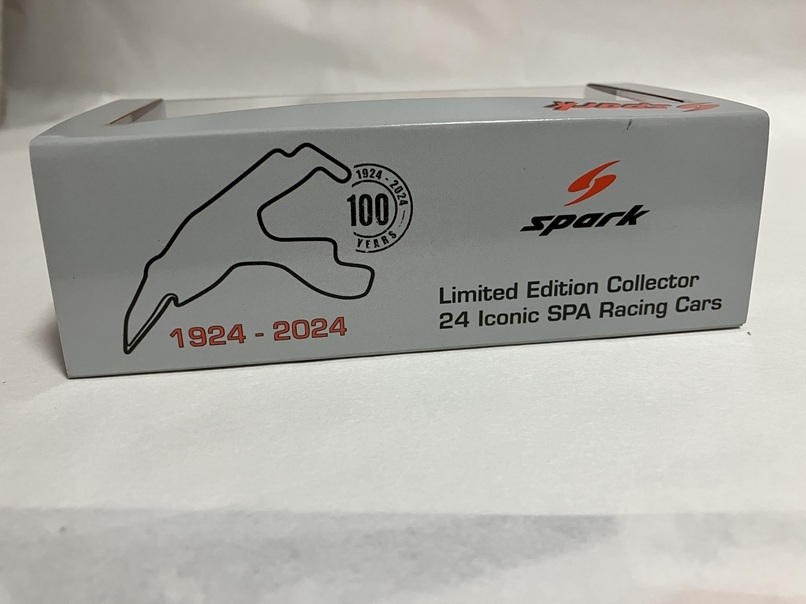 spark
1924 - 2024
100
YEARS
spark
Limited Edition Collector
24 Iconic SPA Racing Cars
1924 - 2024